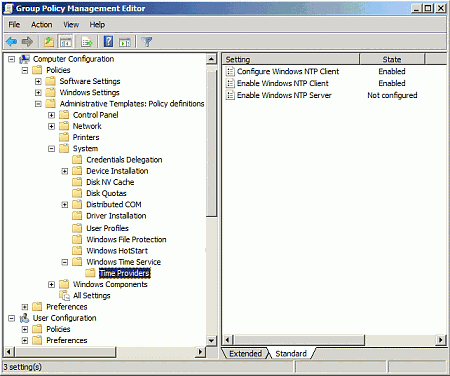 Group Policy Management Editor
File Action View Help
Computer Configuration
Policies
Software Settings
Windows Settings
Administrative Templates: Policy definitions
Control Panel
Network
Printers
System
Credentials Delegation
Device Installation
Disk NV Cache
Disk Quotas
Distributed COM
Driver Installation
User Profiles
Windows File Protection
Windows HotStart
Windows Time Service
Time Providers
Windows Components
All Settings
Preferences
User Configuration
Policies
Preferences
Setting State
Configure Windows NTP Client Enabled
Enable Windows NTP Client Enabled
Enable Windows NTP Server Not configured
Extended Standard
3 setting(s)